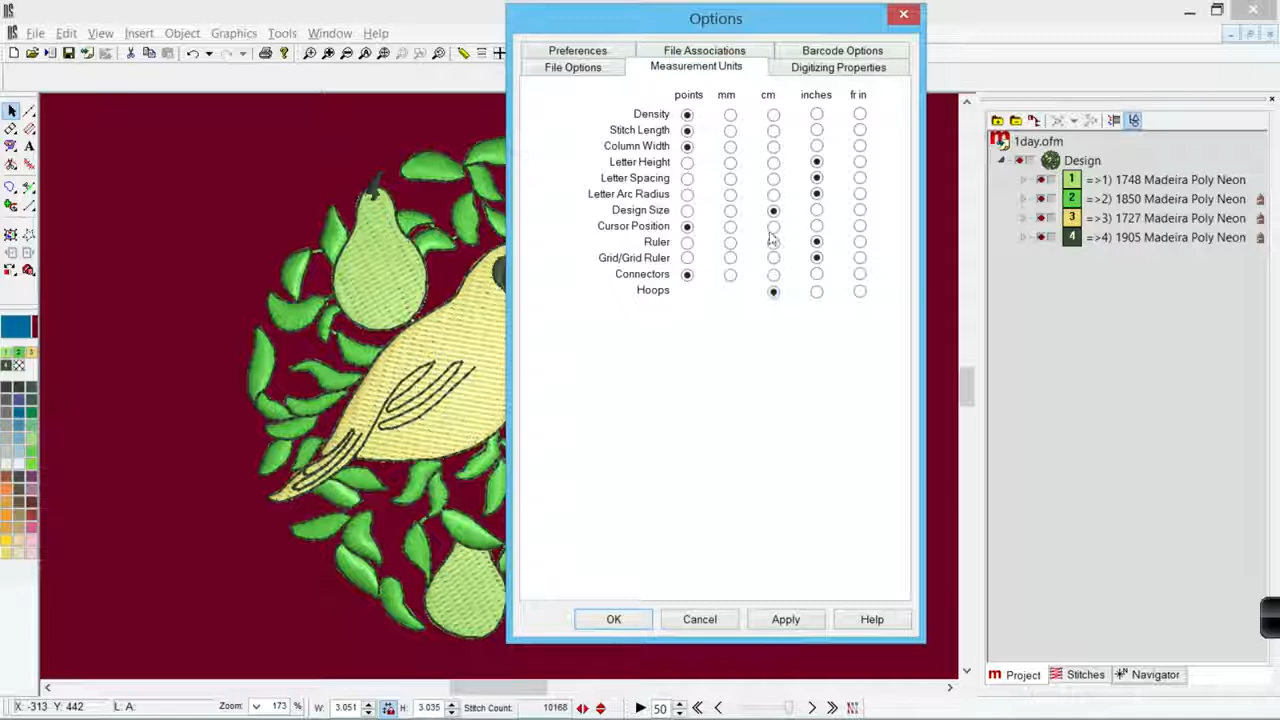 Options
File Edit View Insert Object Graphics Tools Window Help
Preferences File Associations Barcode Options
File Options Measurement Units Digitizing Properties
points mm cm inches fr in
Density
Stitch Length
Column Width
Letter Height
Letter Spacing
Letter Arc Radius
Design Size
Cursor Position
Ruler
Grid/Grid Ruler
Connectors
Hoops
OK Cancel Apply Help
1day.ofm
Design
1 =>1) 1748 Madeira Poly Neon
2 =>2) 1850 Madeira Poly Neon
3 =>3) 1727 Madeira Poly Neon
4 =>4) 1905 Madeira Poly Neon
Project Stitches Navigator
X: -313 Y: 442 L: A: Zoom: 173 % W: 3.051 H: 3.035 Stitch Count: 10168 50